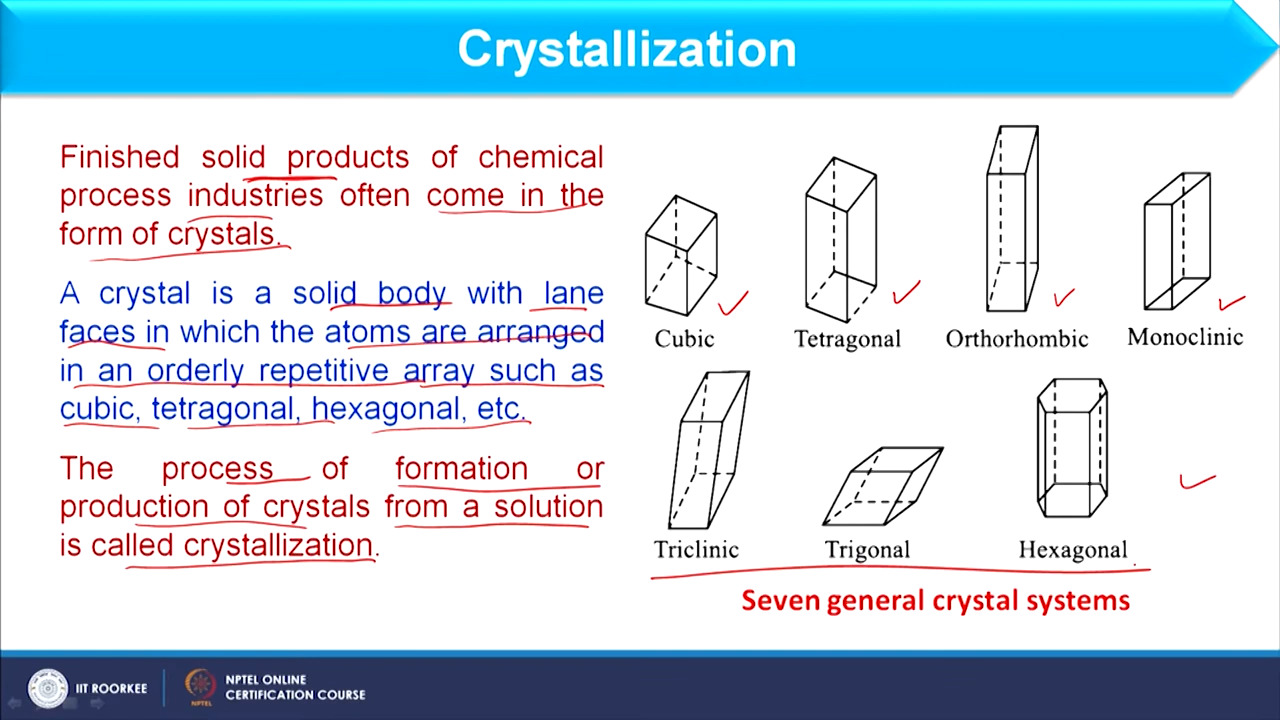 Crystallization
Finished solid products of chemical
process industries often come in the
form of crystals.
A crystal is a solid body with lane
faces in which the atoms are arranged
in an orderly repetitive array such as
cubic, tetragonal, hexagonal, etc.
The process of formation or
production of crystals from a solution
is called crystallization.
Cubic
Tetragonal
Orthorhombic
Monoclinic
Triclinic
Trigonal
Hexagonal
Seven general crystal systems
IIT ROORKEE
NPTEL
NPTEL ONLINE
CERTIFICATION COURSE